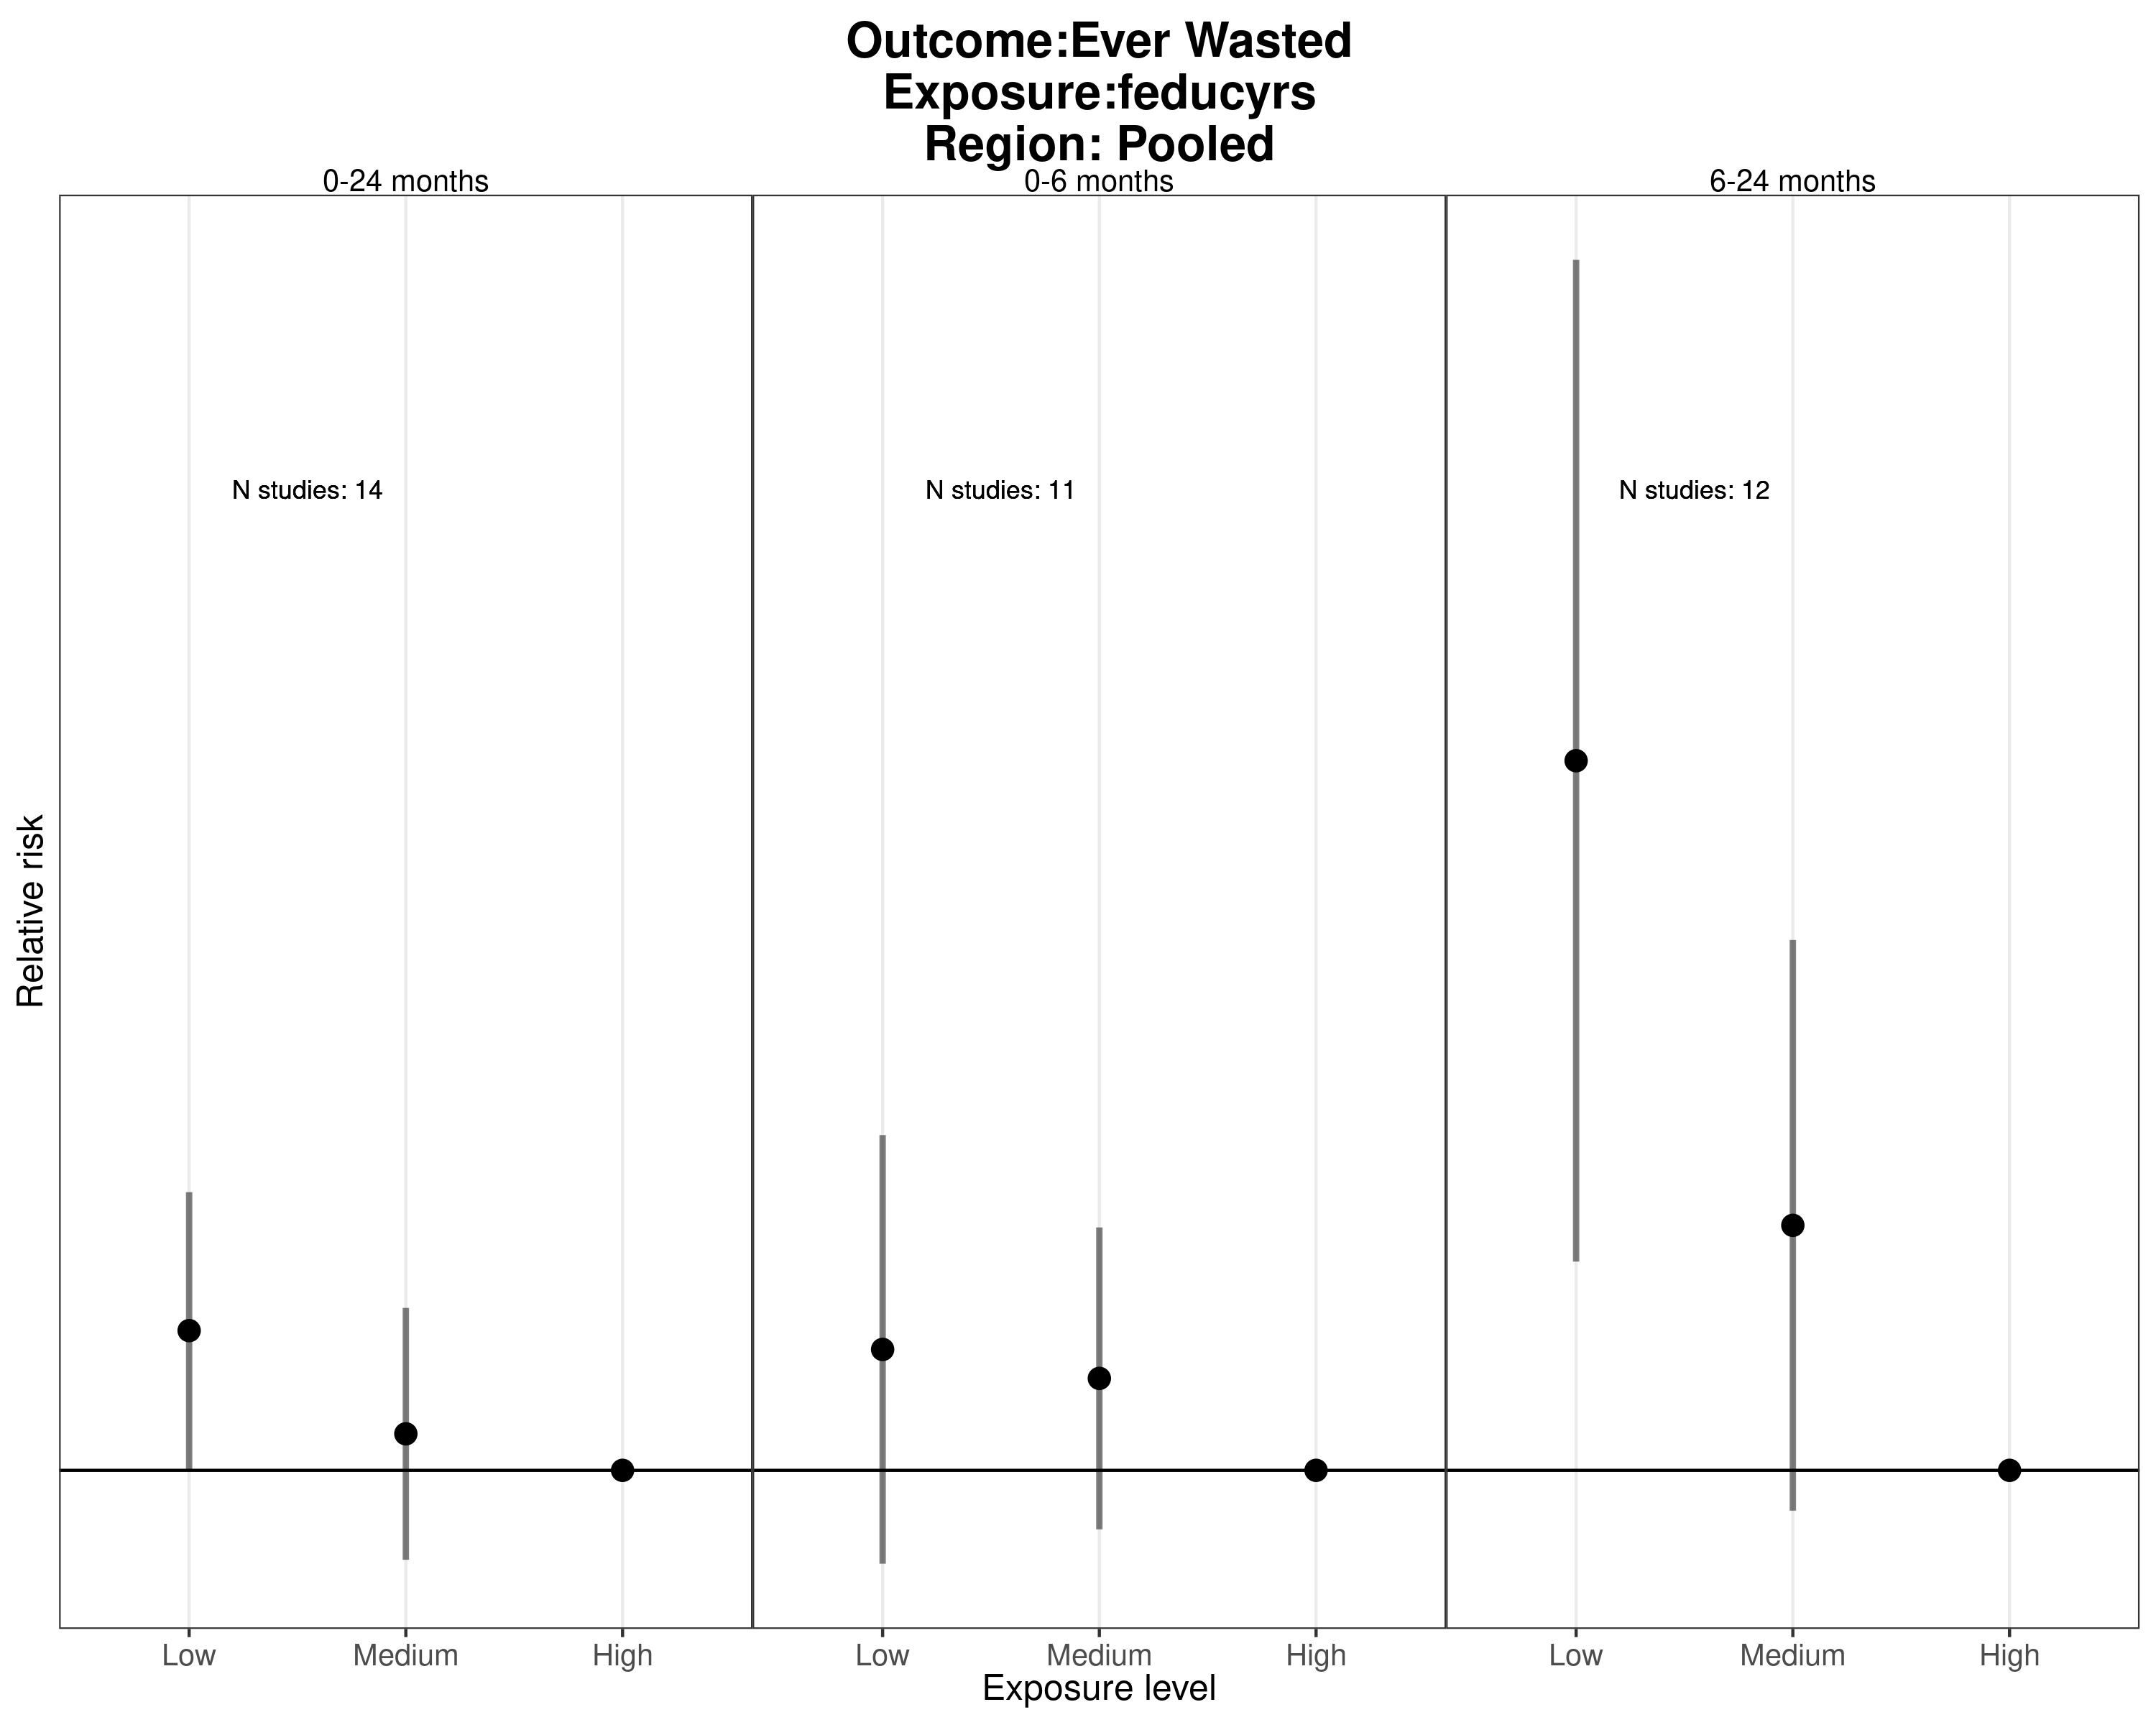 Outcome:Ever Wasted
Exposure:feducyrs
Region: Pooled
0-24 months
0-6 months
6-24 months
N studies: 14
N studies: 11
N studies: 12
Relative risk
Low
Medium
High
Low
Medium
High
Low
Medium
High
Exposure level